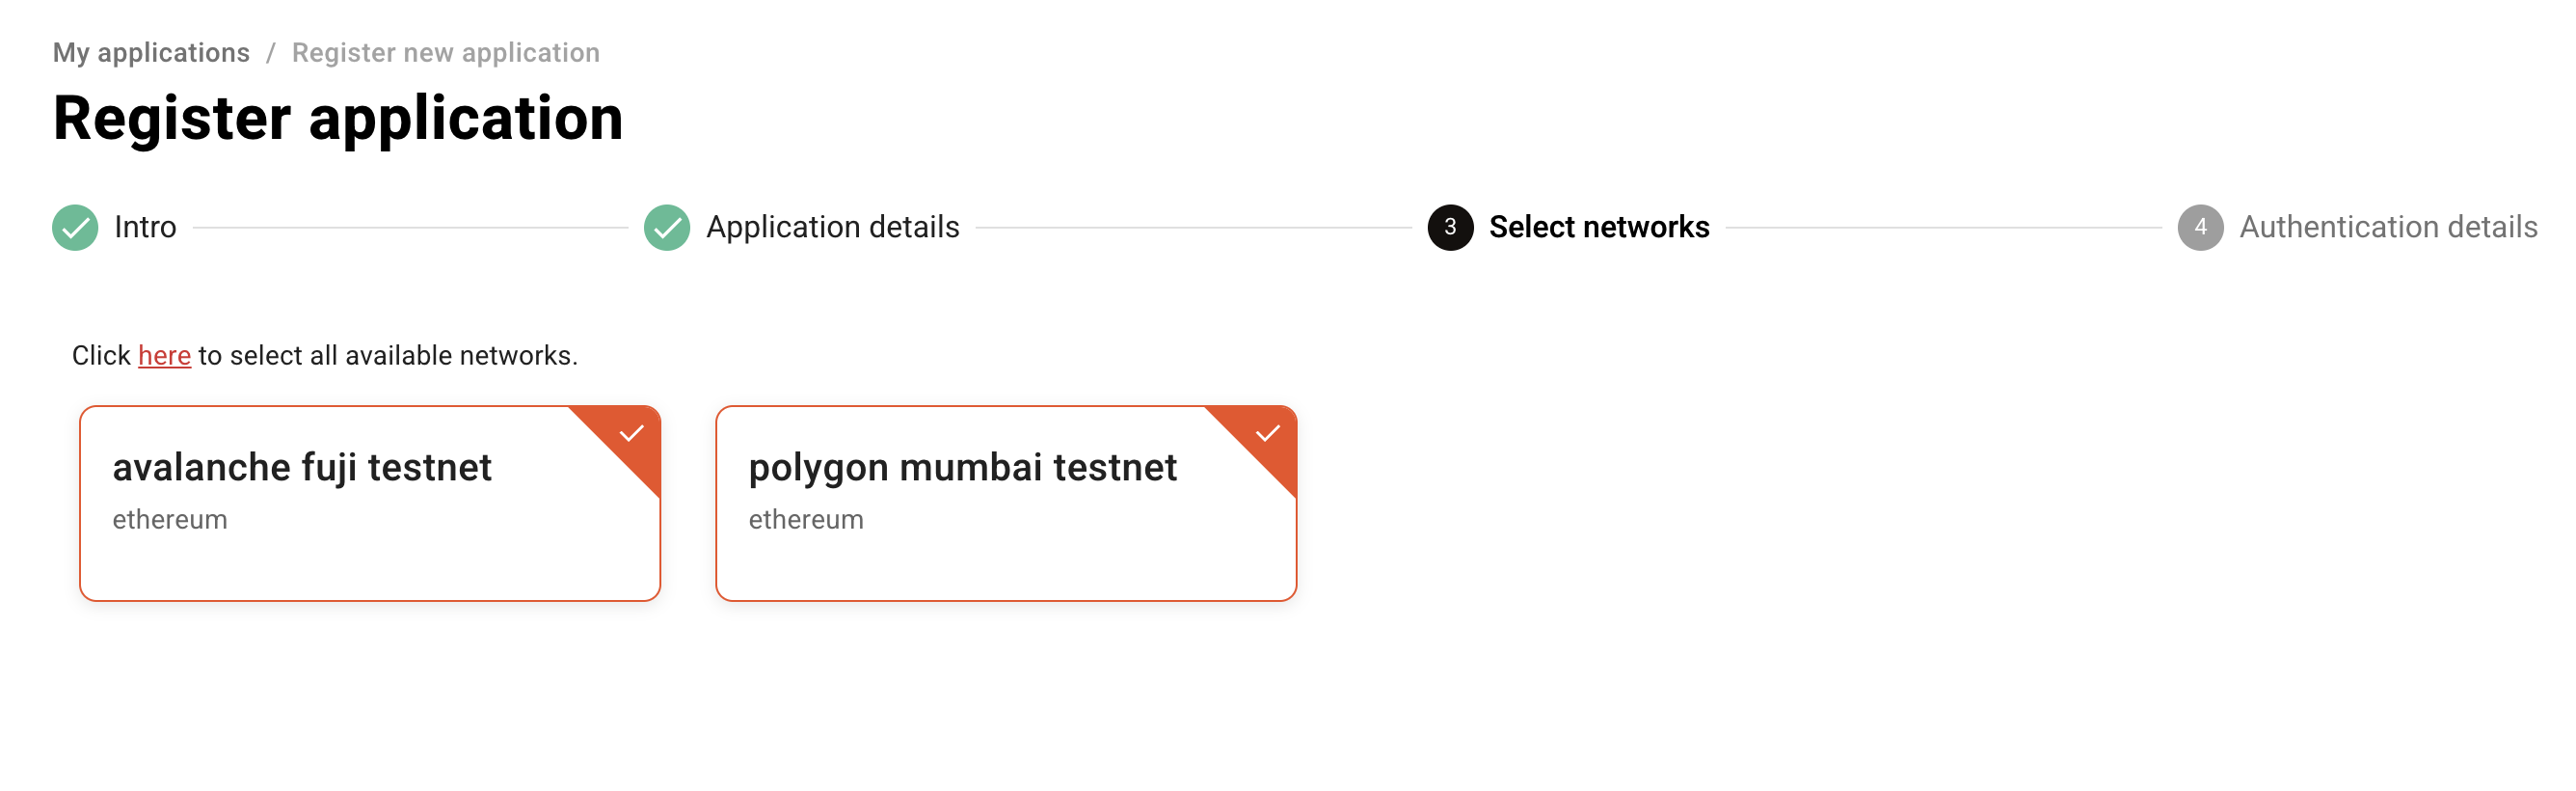 My applications / Register new application
Register application
Intro
Application details
3 Select networks
4 Authentication details
Click here to select all available networks.
avalanche fuji testnet
ethereum
polygon mumbai testnet
ethereum